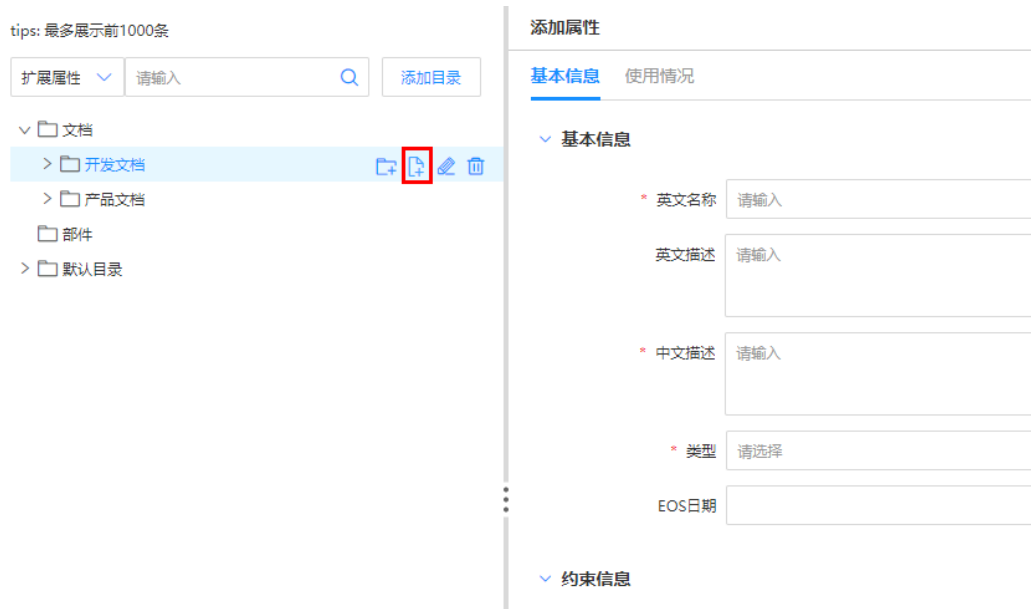 tips: 最多展示前1000条
扩展属性 请输入 添加目录
文档
开发文档
产品文档
部件
默认目录
添加属性
基本信息 使用情况
基本信息
* 英文名称 请输入
英文描述 请输入
* 中文描述 请输入
* 类型 请选择
EOS日期
约束信息